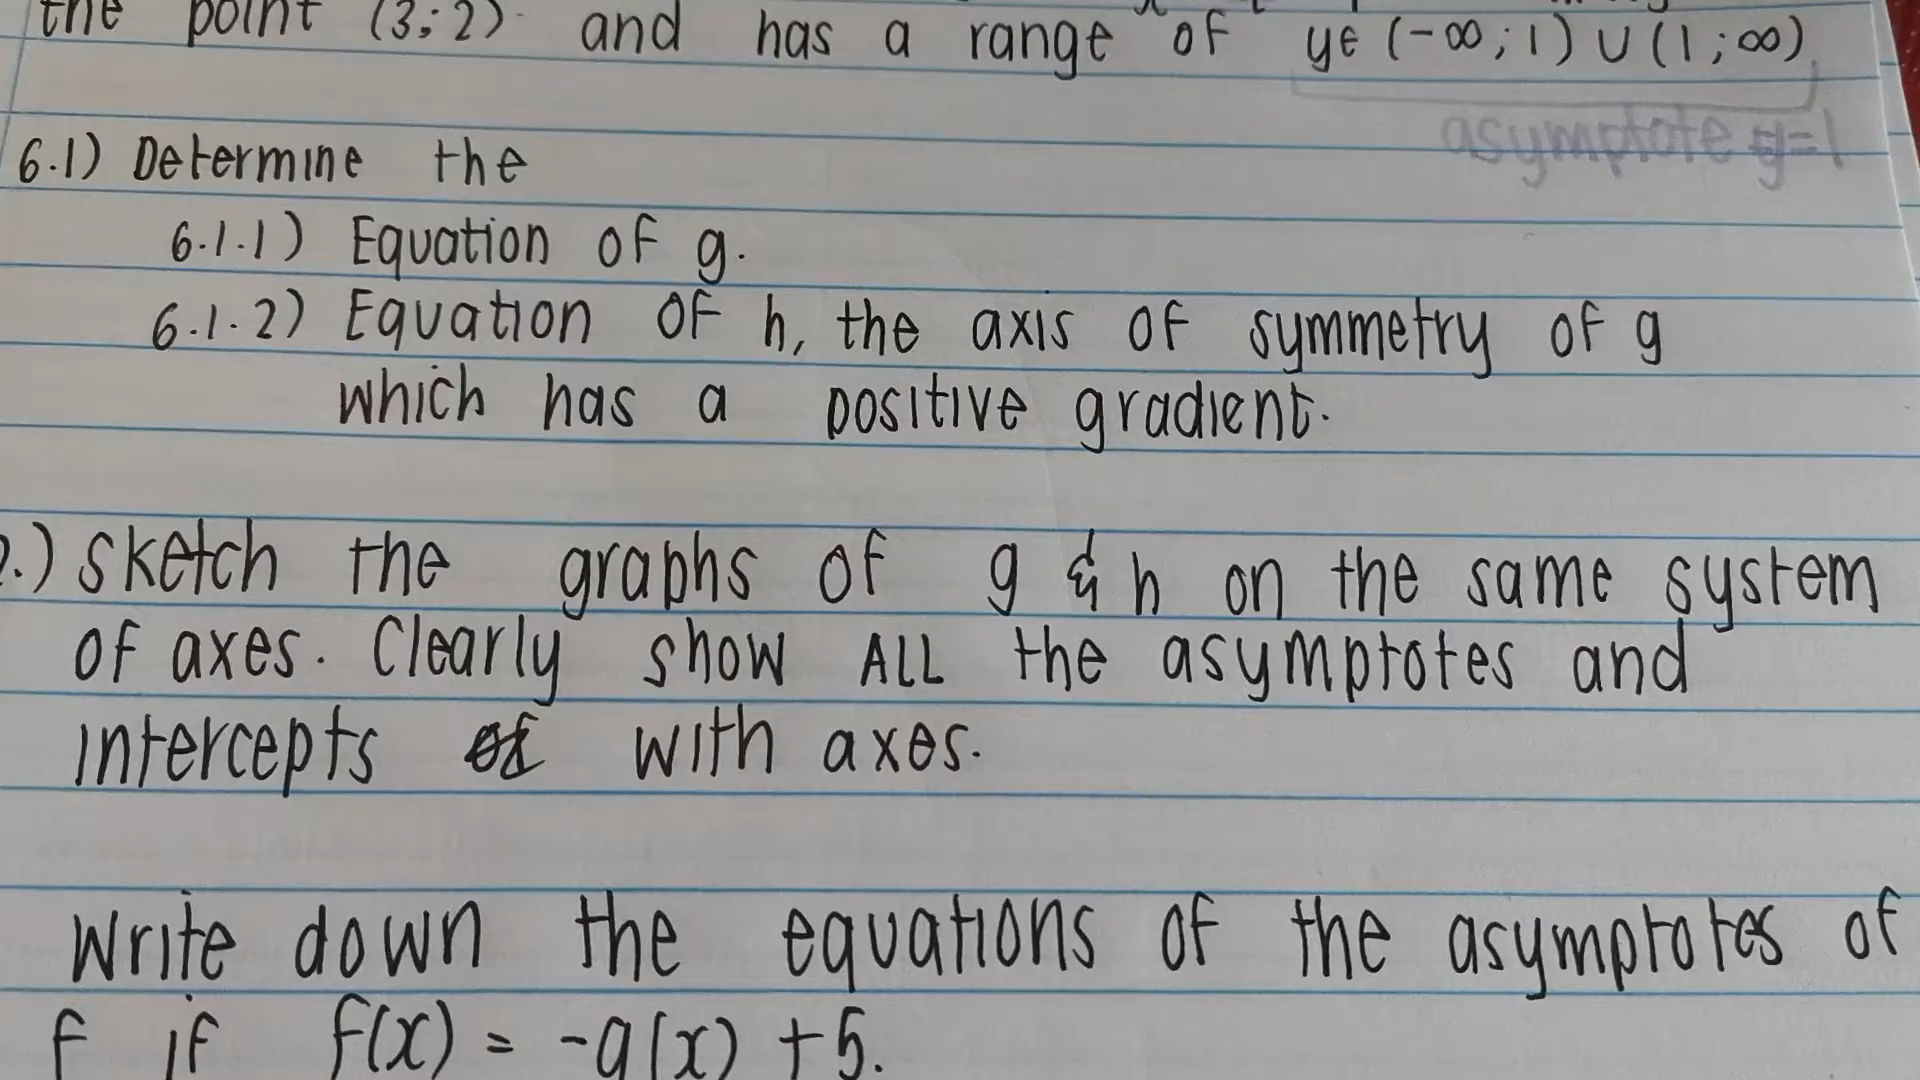 the point (3;2) and has a range of y∈ (-∞;1) ∪ (1;∞)
asymptote y=1
6.1) Determine the
6.1.1) Equation of g.
6.1.2) Equation of h, the axis of symmetry of g
which has a positive gradient.
.) sketch the graphs of g & h on the same system
of axes. Clearly show ALL the asymptotes and
intercepts with axes.
Write down the equations of the asymptotes of
f if f(x) = -g(x) + 5.